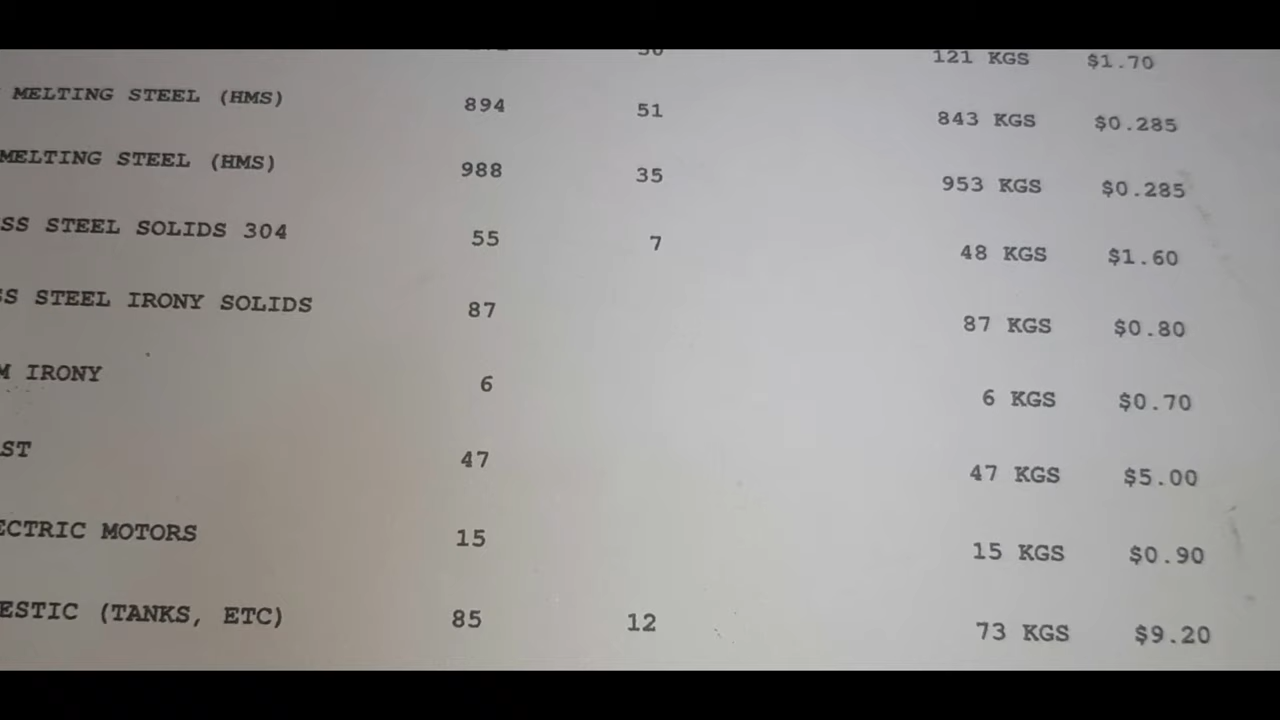 121 KGS $1.70
MELTING STEEL (HMS) 894 51 843 KGS $0.285
MELTING STEEL (HMS) 988 35 953 KGS $0.285
SS STEEL SOLIDS 304 55 7 48 KGS $1.60
SS STEEL IRONY SOLIDS 87 87 KGS $0.80
M IRONY 6 6 KGS $0.70
ST 47 47 KGS $5.00
ECTRIC MOTORS 15 15 KGS $0.90
ESTIC (TANKS, ETC) 85 12 73 KGS $9.20